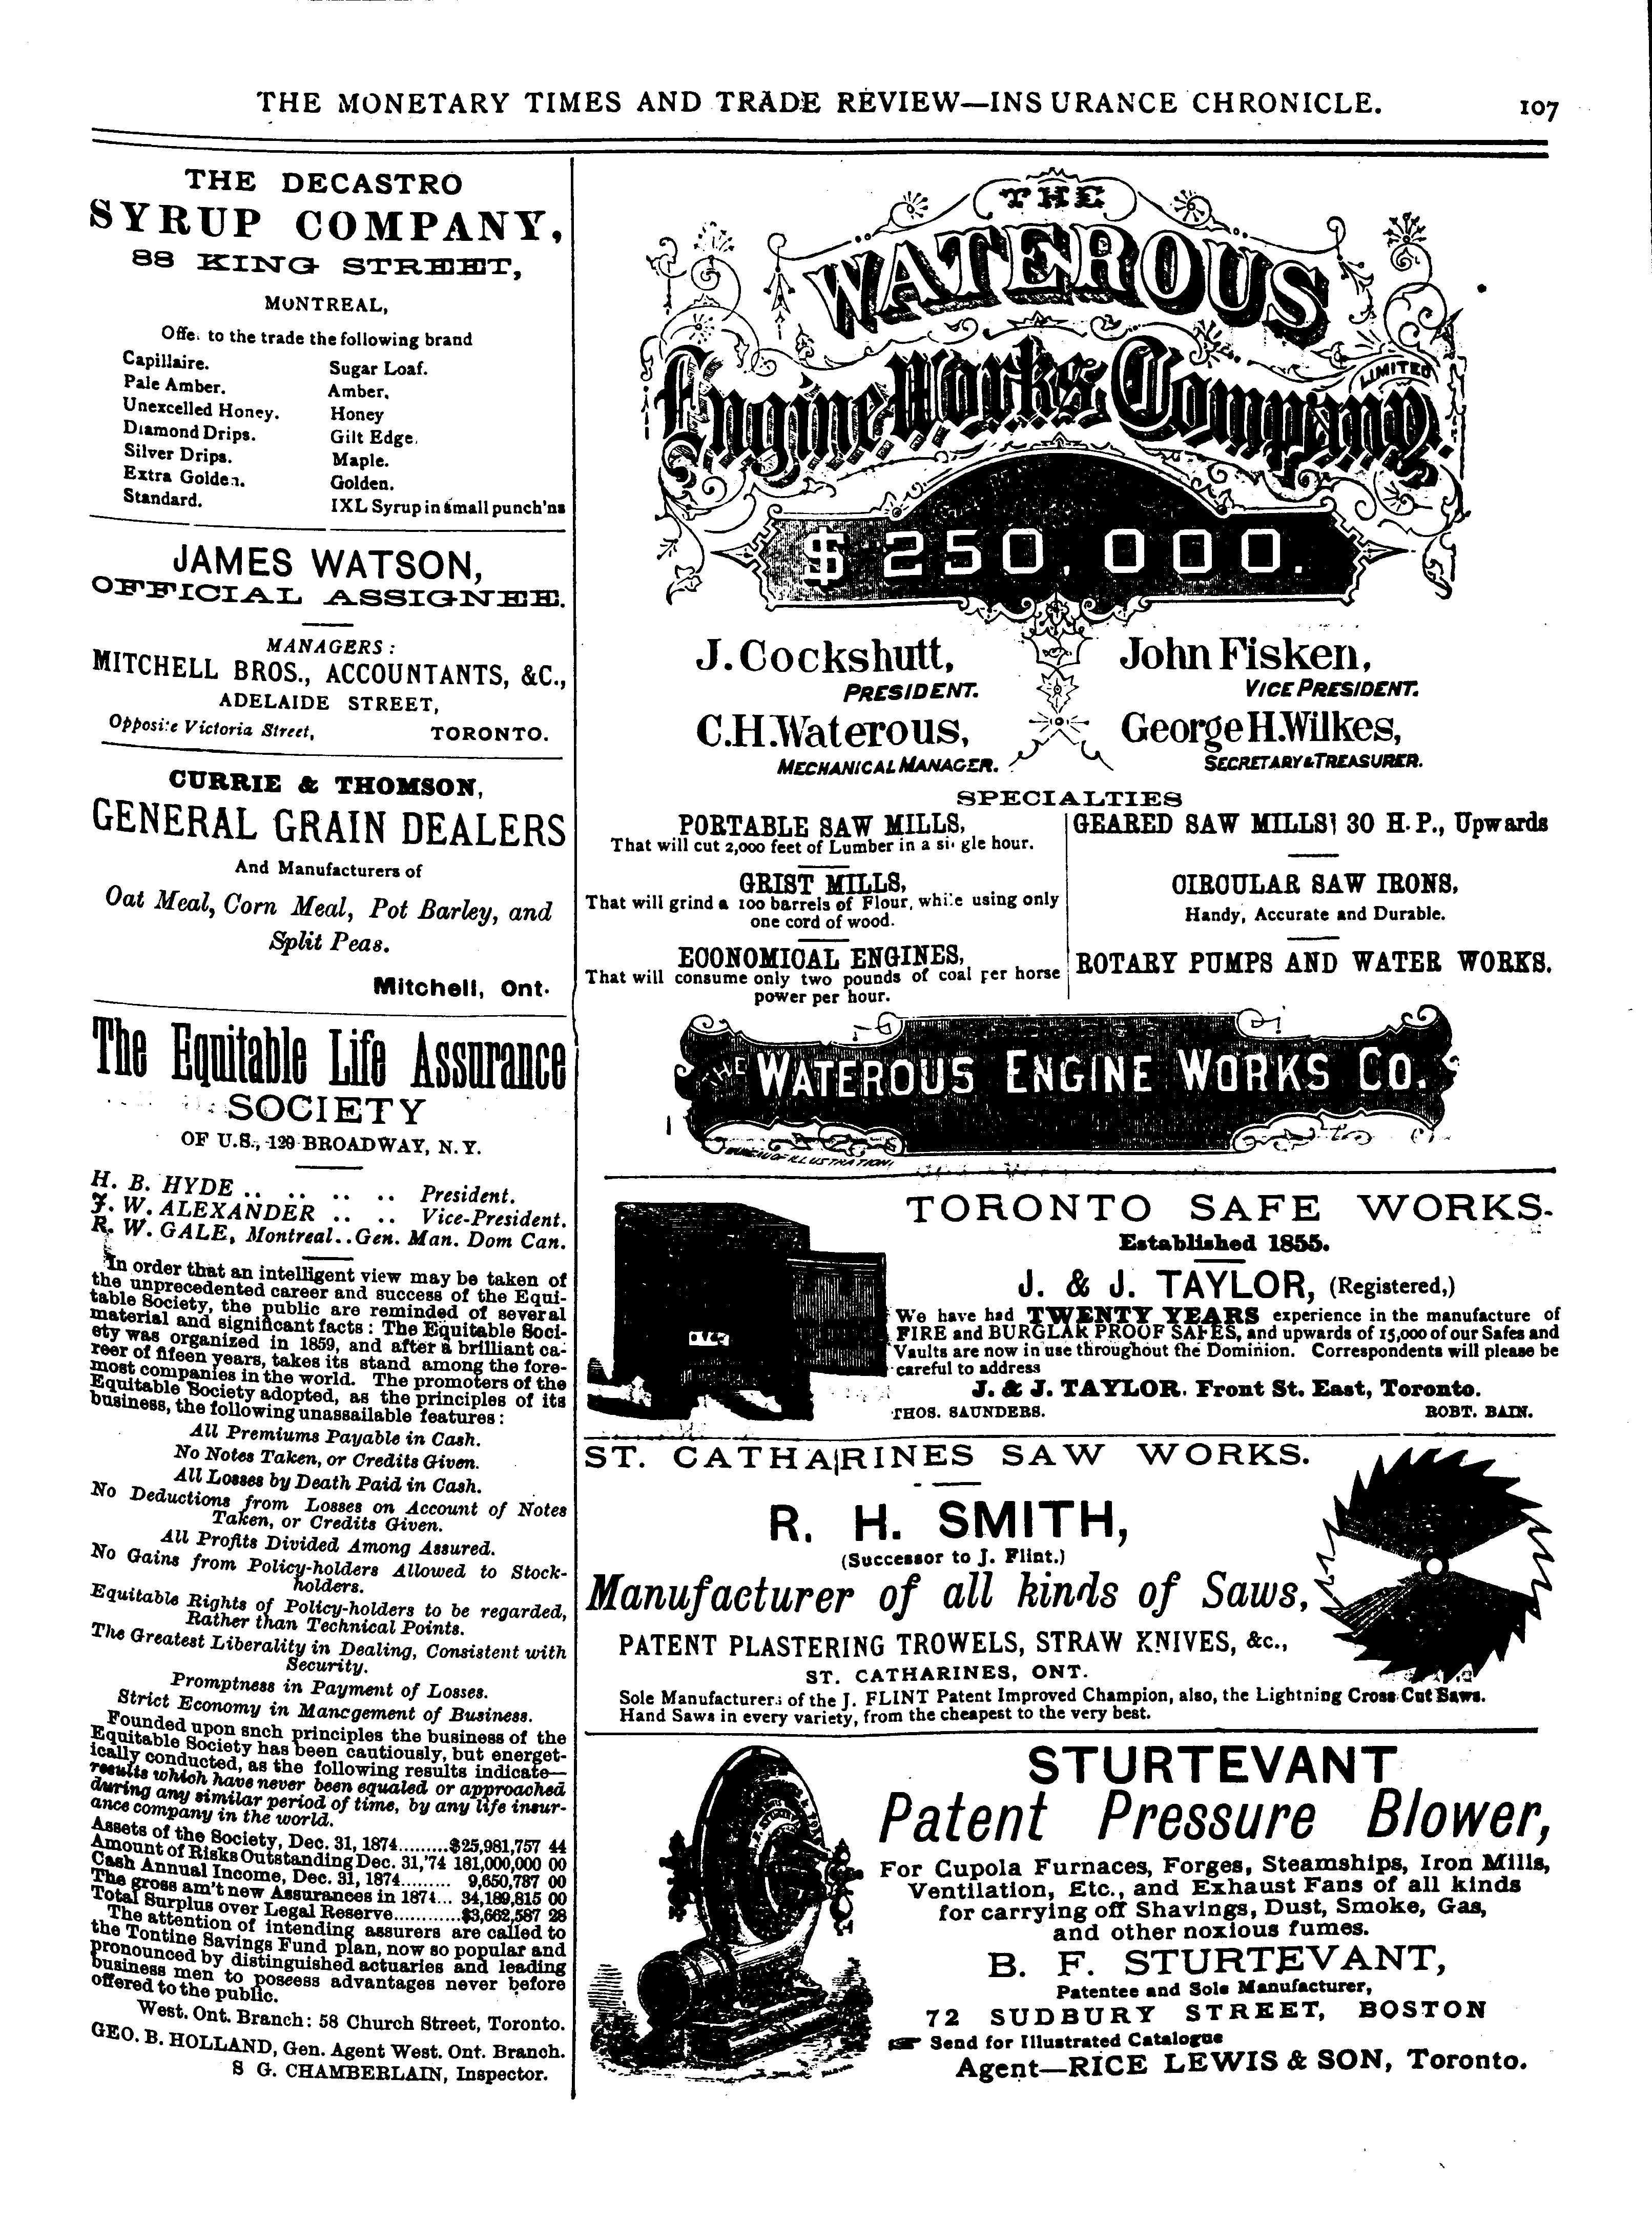 THE MONETARY TIMES AND TRADE REVIEW—INSURANCE CHRONICLE. 107
THE DECASTRO
SYRUP COMPANY,
88 KING STREET,
MONTREAL,
Offe. to the trade the following brand
Capillaire. Sugar Loaf.
Pale Amber. Amber.
Unexcelled Honey. Honey
Diamond Drips. Gilt Edge.
Silver Drips. Maple.
Extra Golden. Golden.
Standard. IXL Syrup in small punch'ns
JAMES WATSON,
OFFICIAL ASSIGNEE.
MANAGERS:
MITCHELL BROS., ACCOUNTANTS, &C.,
ADELAIDE STREET,
Opposite Victoria Street, TORONTO.
CURRIE & THOMSON,
GENERAL GRAIN DEALERS
And Manufacturers of
Oat Meal, Corn Meal, Pot Barley, and
Split Peas.
Mitchell, Ont.
The Equitable Life Assurance
SOCIETY
OF U.S., 120 BROADWAY, N.Y.
H. B. HYDE .. .. .. .. President.
J. W. ALEXANDER .. .. Vice-President.
R. W. GALE, Montreal..Gen. Man. Dom Can.
In order that an intelligent view may be taken of
the unprecedented career and success of the Equi-
table Society, the public are reminded of several
material and significant facts: The Equitable Soci-
ety was organized in 1859, and after a brilliant ca-
reer of fifeen years, takes its stand among the fore-
most companies in the world. The promoters of the
Equitable Society adopted, as the principles of its
business, the following unassailable features:
All Premiums Payable in Cash.
No Notes Taken, or Credits Given.
All Losses by Death Paid in Cash.
No Deductions from Losses on Account of Notes
Taken, or Credits Given.
All Profits Divided Among Assured.
No Gains from Policy-holders Allowed to Stock-
holders.
Equitable Rights of Policy-holders to be regarded,
Rather than Technical Points.
The Greatest Liberality in Dealing, Consistent with
Security.
Promptness in Payment of Losses.
Strict Economy in Mancgement of Business.
Founded upon snch principles the business of the
Equitable Society has been cautiously, but energet-
ically conducted, as the following results indicate—
results which have never been equaled or approached
during any similar period of time, by any life insur-
ance company in the world.
Assets of the Society, Dec. 31, 1874.........$25,981,757 44
Amount of Risks Outstanding Dec. 31,'74 181,000,000 00
Cash Annual Income, Dec. 31, 1874......... 9,650,787 00
The gross am't new Assurances in 1874... 34,189,815 00
Total Surplus over Legal Reserve............$3,662,587 28
The attention of intending assurers are called to
the Tontine Savings Fund plan, now so popular and
pronounced by distinguished actuaries and leading
business men to posess advantages never before
offered to the public.
West. Ont. Branch: 58 Church Street, Toronto.
GEO. B. HOLLAND, Gen. Agent West. Ont. Branch.
S G. CHAMBERLAIN, Inspector.
THE
WATEROUS
Engine Works Company.
LIMITED
$250,000.
J. Cockshutt, John Fisken,
PRESIDENT. VICE PRESIDENT.
C.H. Waterous, George H. Wilkes,
MECHANICAL MANAGER. SECRETARY & TREASURER.
SPECIALTIES
PORTABLE SAW MILLS,
That will cut 2,000 feet of Lumber in a single hour.
GRIST MILLS,
That will grind a 100 barrels of Flour, while using only
one cord of wood.
ECONOMICAL ENGINES,
That will consume only two pounds of coal per horse
power per hour.
GEARED SAW MILLS; 30 H.P., Upwards
CIRCULAR SAW IRONS,
Handy, Accurate and Durable.
ROTARY PUMPS AND WATER WORKS.
THE WATEROUS ENGINE WORKS CO.
BUREAU OF ILLUSTRATION
TORONTO SAFE WORKS.
Established 1855.
J. & J. TAYLOR, (Registered,)
We have had TWENTY YEARS experience in the manufacture of
FIRE and BURGLAR PROOF SAFES, and upwards of 15,000 of our Safes and
Vaults are now in use throughout the Dominion. Correspondents will please be
careful to address
J. & J. TAYLOR. Front St. East, Toronto.
THOS. SAUNDERS. ROBT. BAIN.
ST. CATHARINES SAW WORKS.
R. H. SMITH,
(Successor to J. Flint.)
Manufacturer of all kinds of Saws,
PATENT PLASTERING TROWELS, STRAW KNIVES, &c.,
ST. CATHARINES, ONT.
Sole Manufacturers of the J. FLINT Patent Improved Champion, also, the Lightning Cross Cut Saws.
Hand Saws in every variety, from the cheapest to the very best.
STURTEVANT
Patent Pressure Blower,
For Cupola Furnaces, Forges, Steamships, Iron Mills,
Ventilation, Etc., and Exhaust Fans of all kinds
for carrying off Shavings, Dust, Smoke, Gas,
and other noxious fumes.
B. F. STURTEVANT,
Patentee and Sole Manufacturer,
72 SUDBURY STREET, BOSTON
☞ Send for Illustrated Catalogue
Agent—RICE LEWIS & SON, Toronto.